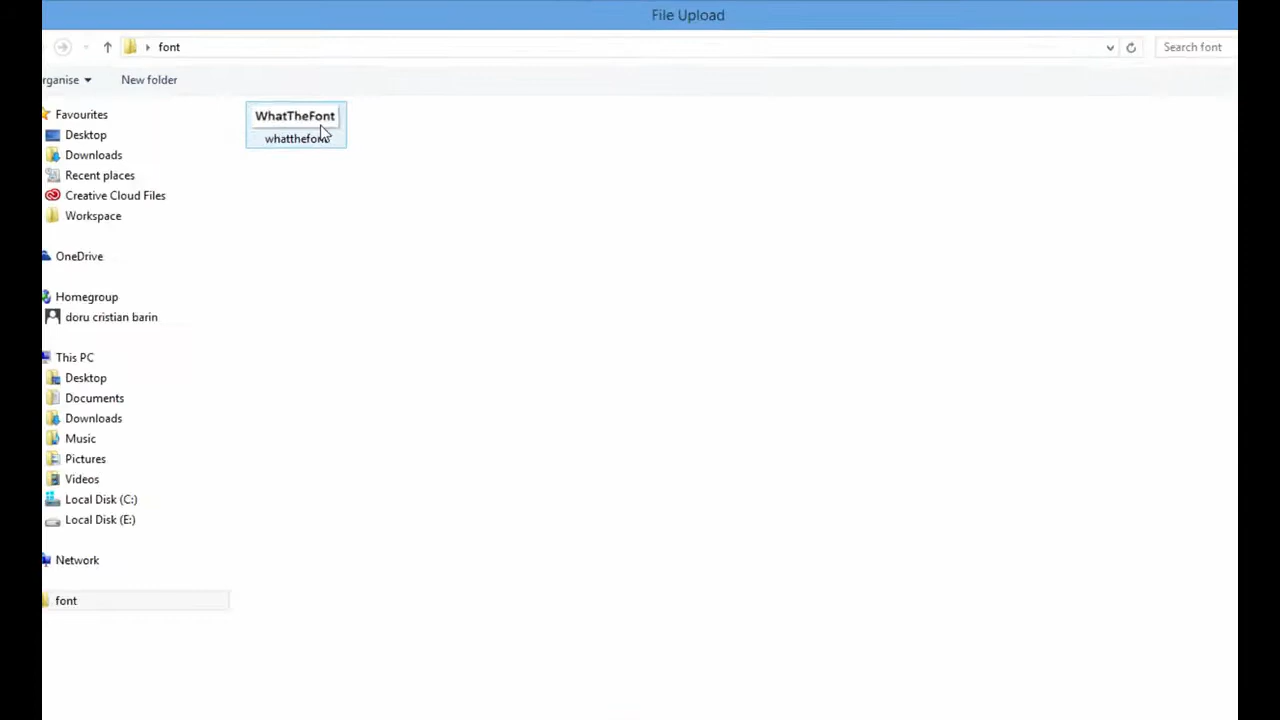 File Upload
font
Search font
rganise
New folder
Favourites
WhatTheFont
whatthefont
Desktop
Downloads
Recent places
Creative Cloud Files
Workspace
OneDrive
Homegroup
doru cristian barin
This PC
Desktop
Documents
Downloads
Music
Pictures
Videos
Local Disk (C:)
Local Disk (E:)
Network
font